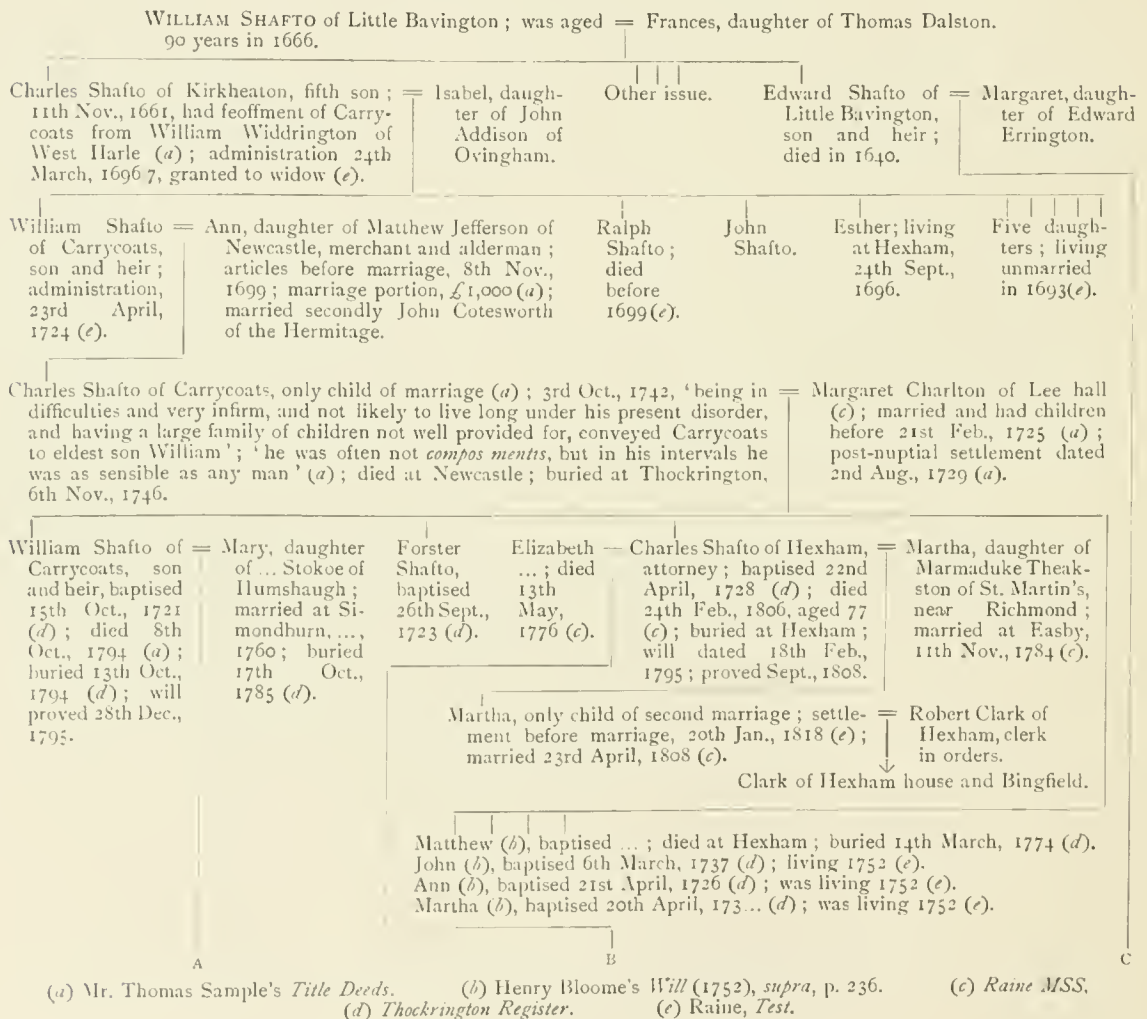 WILLIAM SHAFTO of Little Bavington ; was aged = Frances, daughter of Thomas Dalston.
90 years in 1666.
Charles Shafto of Kirkheaton, fifth son ;
11th Nov., 1661, had feoffment of Carry-
coats from William Widdrington of
West Harle (a) ; administration 24th
March, 1696 7, granted to widow (e).
= Isabel, daugh-
ter of John
Addison of
Ovingham.
Other issue.
Edward Shafto of
Little Bavington,
son and heir ;
died in 1640.
= Margaret, daugh-
ter of Edward
Errington.
William Shafto
of Carrycoats,
son and heir ;
administration,
23rd April,
1724 (e).
= Ann, daughter of Matthew Jefferson of
Newcastle, merchant and alderman ;
articles before marriage, 8th Nov.,
1699 ; marriage portion, £1,000 (a) ;
married secondly John Cotesworth
of the Hermitage.
Ralph
Shafto ;
died
before
1699 (e).
John
Shafto.
Esther ; living
at Hexham,
24th Sept.,
1696.
Five daugh-
ters ; living
unmarried
in 1693(e).
Charles Shafto of Carrycoats, only child of marriage (a) ; 3rd Oct., 1742, ‘being in
difficulties and very infirm, and not likely to live long under his present disorder,
and having a large family of children not well provided for, conveyed Carrycoats
to eldest son William’ ; ‘he was often not compos mentis, but in his intervals he
was as sensible as any man’ (a) ; died at Newcastle ; buried at Thockrington,
6th Nov., 1746.
= Margaret Charlton of Lee hall
(c) ; married and had children
before 21st Feb., 1725 (a) ;
post-nuptial settlement dated
2nd Aug., 1729 (a).
William Shafto of
Carrycoats, son
and heir, baptised
15th Oct., 1721
(d) ; died 8th
Oct., 1794 (a) ;
buried 13th Oct.,
1794 (d) ; will
proved 28th Dec.,
1795.
= Mary, daughter
of ... Stokoe of
Humshaugh ;
married at Si-
mondburn, ...,
1760 ; buried
17th Oct.,
1785 (d).
Forster
Shafto,
baptised
26th Sept.,
1723 (d).
Elizabeth
... ; died
13th
May,
1776 (c).
— Charles Shafto of Hexham,
attorney ; baptised 22nd
April, 1728 (d) ; died
24th Feb., 1806, aged 77
(c) ; buried at Hexham ;
will dated 18th Feb.,
1795 ; proved Sept., 1808.
= Martha, daughter of
Marmaduke Theak-
ston of St. Martin's,
near Richmond ;
married at Easby,
11th Nov., 1784 (c).
Martha, only child of second marriage ; settle-
ment before marriage, 20th Jan., 1818 (e) ;
married 23rd April, 1808 (c).
= Robert Clark of
Hexham, clerk
in orders.
Clark of Hexham house and Bingfield.
Matthew (b), baptised ... ; died at Hexham ; buried 14th March, 1774 (d).
John (b), baptised 6th March, 1737 (d) ; living 1752 (e).
Ann (b), baptised 21st April, 1726 (d) ; was living 1752 (e).
Martha (b), baptised 20th April, 173... (d) ; was living 1752 (e).
A B C
(a) Mr. Thomas Sample's Title Deeds. (b) Henry Bloome's Will (1752), supra, p. 236. (c) Raine MSS.
(d) Thockrington Register. (e) Raine, Test.